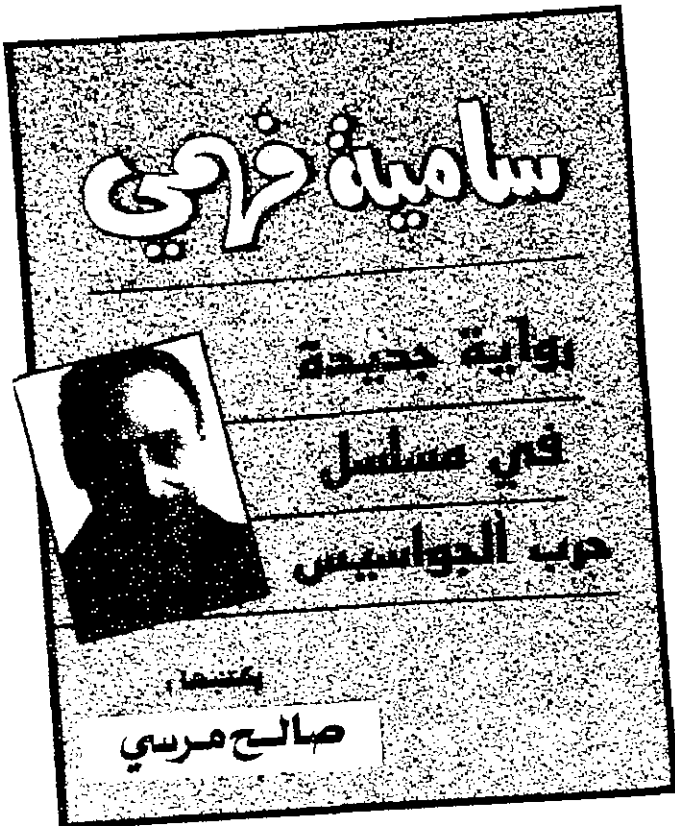 سامية فهمي
رواية جديدة
في مسلسل
حرب الجواسيس
يكتبها :
صالح مرسي